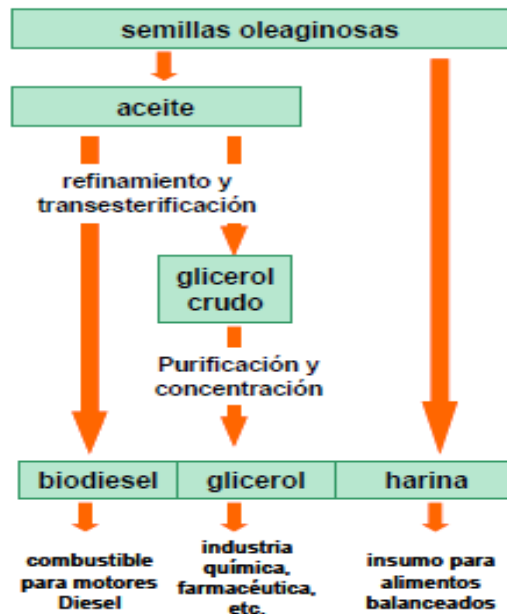 semillas oleaginosas
aceite
refinamiento y
transesterificación
glicerol
crudo
Purificación y
concentración
biodiesel
glicerol
harina
combustible
para motores
Diesel
industria
química,
farmacéutica,
etc.
insumo para
alimentos
balanceados